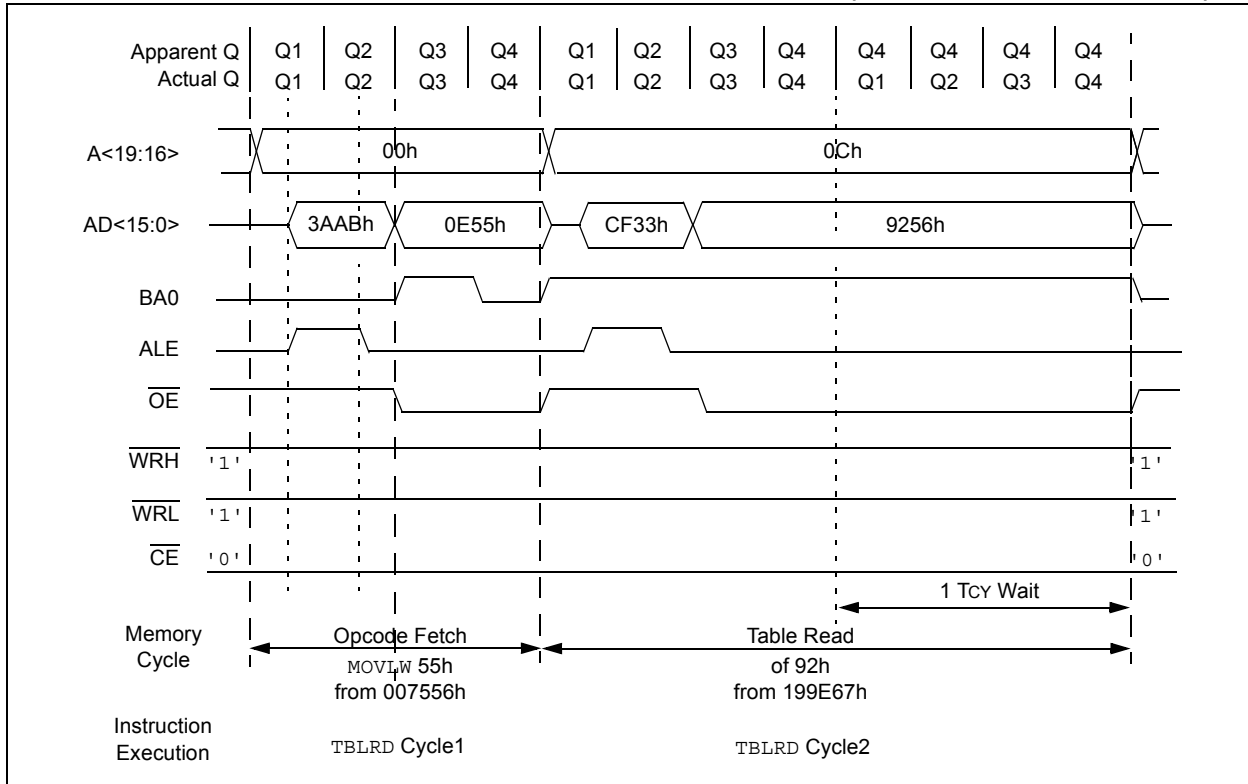 Apparent Q Q1 Q2 Q3 Q4 Q1 Q2 Q3 Q4 Q4 Q4 Q4 Q4
Actual Q Q1 Q2 Q3 Q4 Q1 Q2 Q3 Q4 Q1 Q2 Q3 Q4
A<19:16> 00h 0Ch
AD<15:0> 3AABh 0E55h CF33h 9256h
BA0
ALE
OE
WRH '1' '1'
WRL '1' '1'
CE '0' '0'
1 TCY Wait
Memory Cycle
Opcode Fetch
MOVLW 55h
from 007556h
Table Read
of 92h
from 199E67h
Instruction Execution
TBLRD Cycle1
TBLRD Cycle2